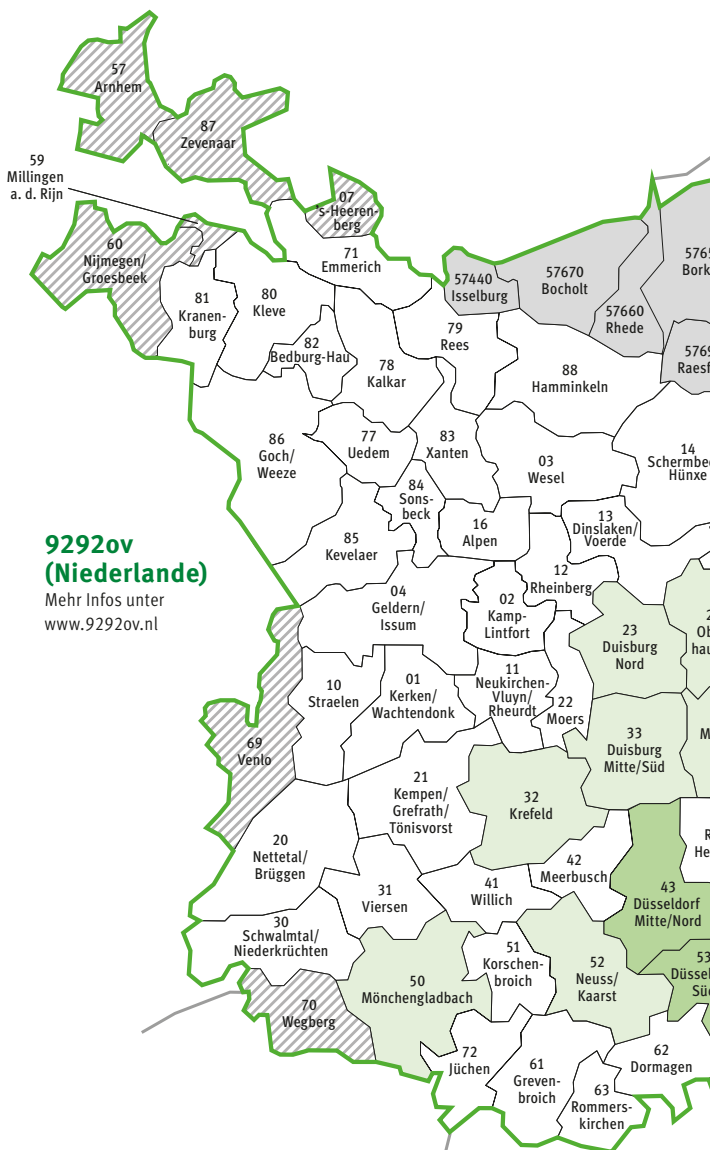 57
Arnhem
87
Zevenaar
59
Millingen
a. d. Rijn
07
's-Heeren-
berg
60
Nijmegen/
Groesbeek
71
Emmerich
57440
Isselburg
57670
Bocholt
57660
Rhede
81
Kranen-
burg
80
Kleve
82
Bedburg-Hau
78
Kalkar
79
Rees
88
Hamminkeln
86
Goch/
Weeze
77
Uedem
83
Xanten
84
Sons-
beck
03
Wesel
14
Schermbe
Hünxe
16
Alpen
13
Dinslaken/
Voerde
85
Kevelaer
12
Rheinberg
9292ov
(Niederlande)
Mehr Infos unter
www.9292ov.nl
04
Geldern/
Issum
02
Kamp-
Lintfort
23
Duisburg
Nord
10
Straelen
01
Kerken/
Wachtendonk
11
Neukirchen-
Vluyn/
Rheurdt
22
Moers
69
Venlo
33
Duisburg
Mitte/Süd
21
Kempen/
Grefrath/
Tönisvorst
32
Krefeld
20
Nettetal/
Brüggen
42
Meerbusch
31
Viersen
41
Willich
43
Düsseldorf
Mitte/Nord
30
Schwalmtal/
Niederkrüchten
51
Korschen-
broich
52
Neuss/
Kaarst
53
Düssel
Süd
50
Mönchengladbach
70
Wegberg
72
Jüchen
61
Greven-
broich
62
Dormagen
63
Rommers-
kirchen